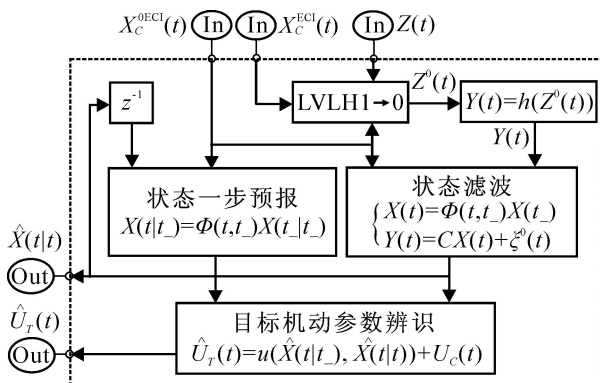 X_C^{0ECI}(t) In In X_C^{ECI}(t) In Z(t)
z^{-1}
LVLH1→0
Z^0(t)
Y(t)=h(Z^0(t))
Y(t)
状态一步预报
X(t|t_)=Φ(t,t_)X(t_|t_)
状态滤波
{X(t)=Φ(t,t_)X(t_)
Y(t)=CX(t)+ξ^0(t)
X̂(t|t)
Out
Û_T(t)
Out
目标机动参数辨识
Û_T(t)=u(X̂(t|t_), X̂(t|t))+U_C(t)